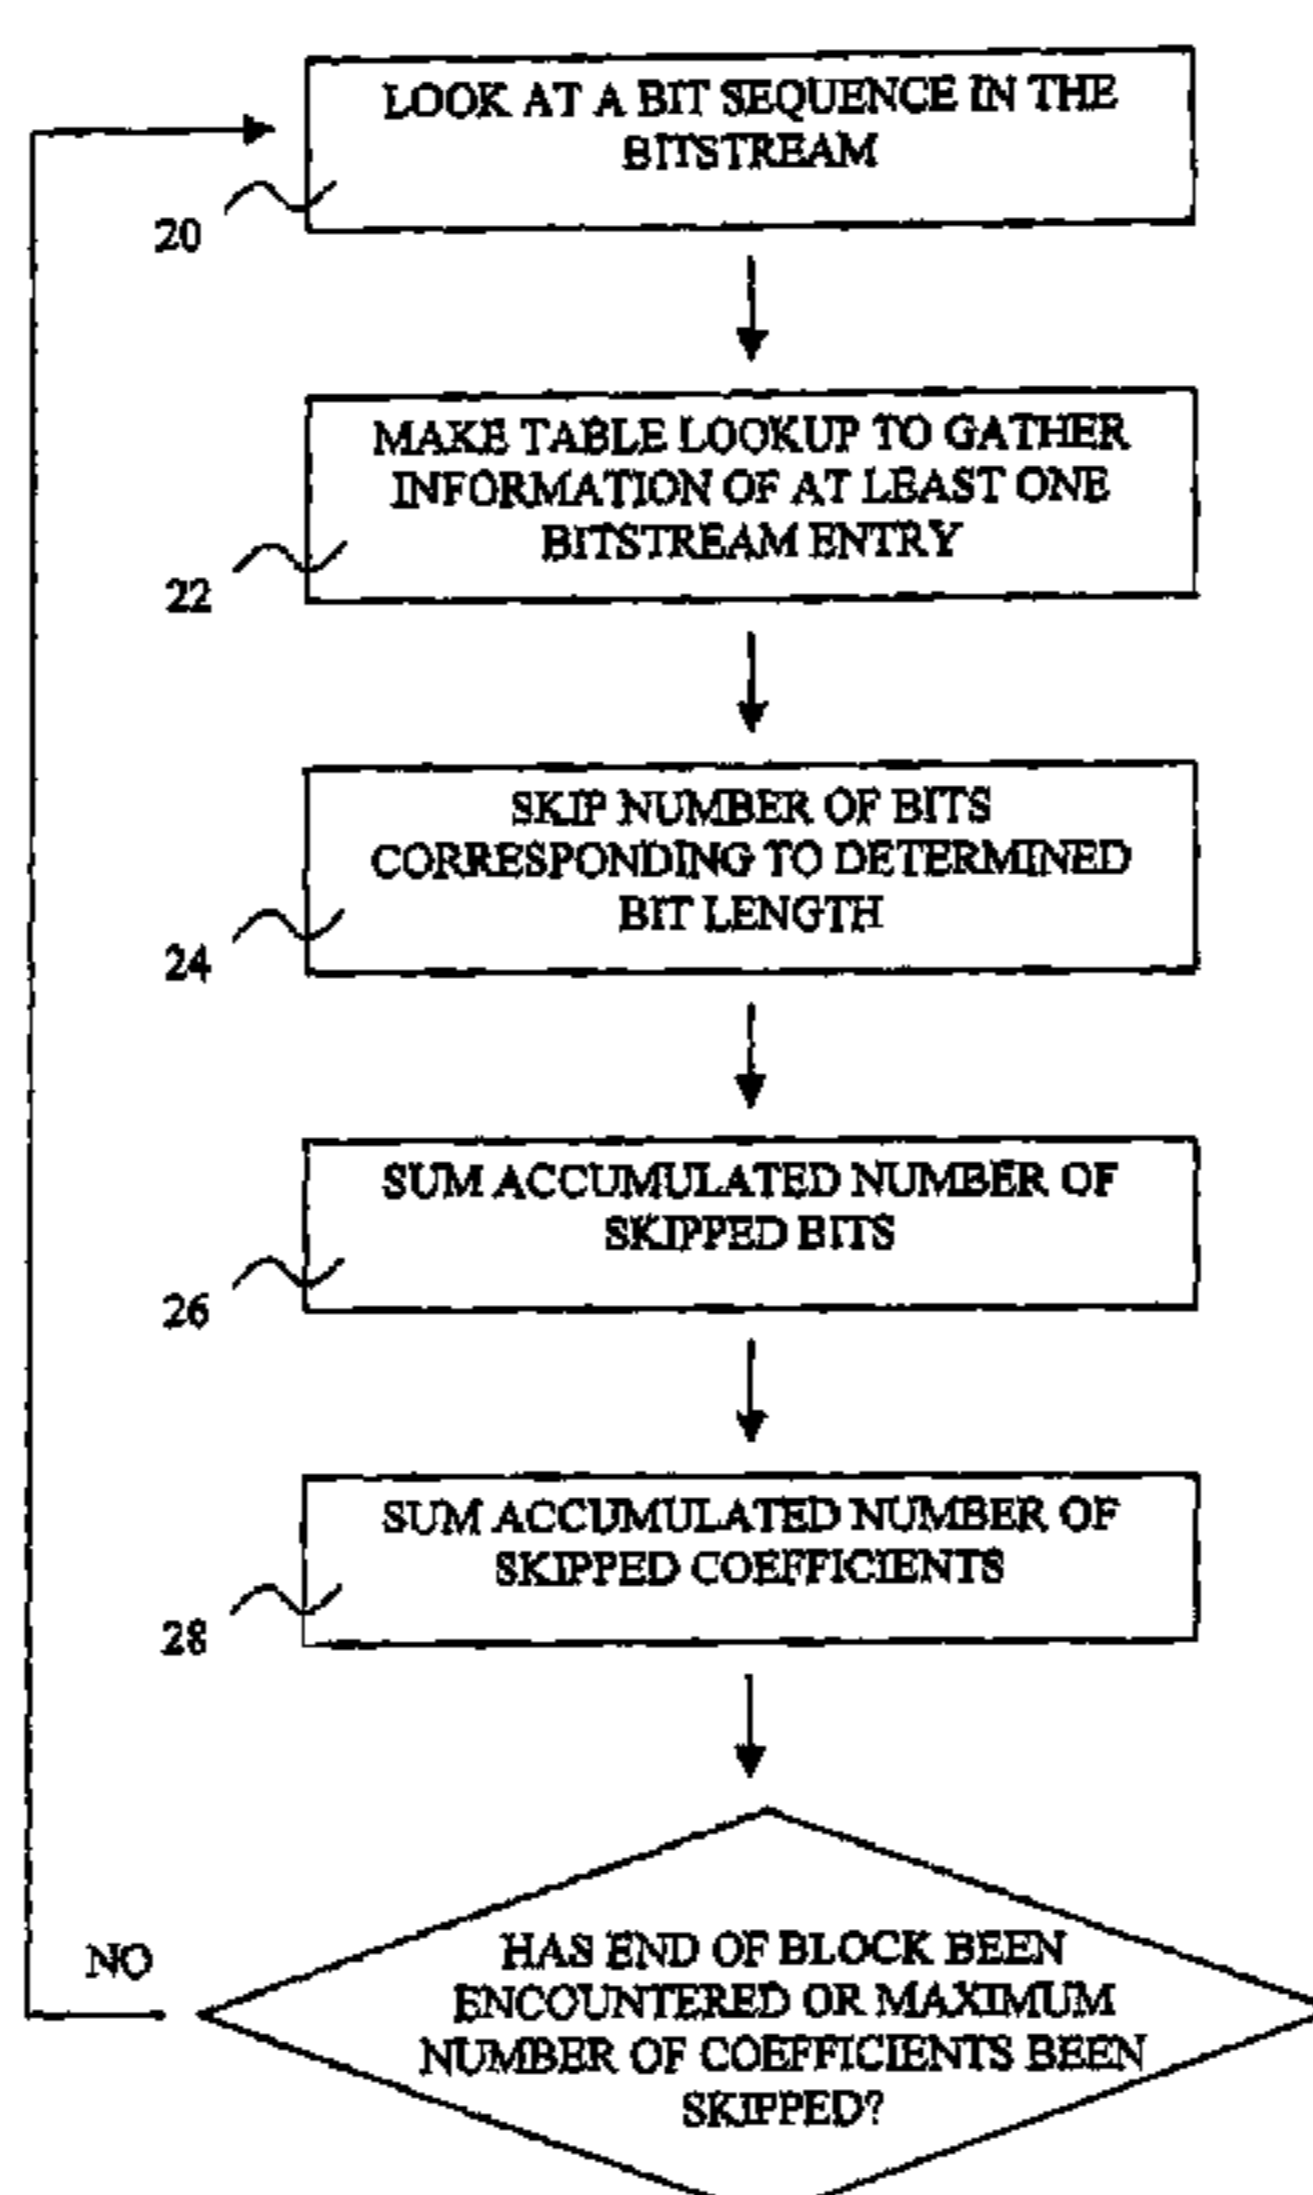 LOOK AT A BIT SEQUENCE IN THE
BITSTREAM
20
MAKE TABLE LOOKUP TO GATHER
INFORMATION OF AT LEAST ONE
BITSTREAM ENTRY
22
SKIP NUMBER OF BITS
CORRESPONDING TO DETERMINED
BIT LENGTH
24
SUM ACCUMULATED NUMBER OF
SKIPPED BITS
26
SUM ACCUMULATED NUMBER OF
SKIPPED COEFFICIENTS
28
NO
HAS END OF BLOCK BEEN
ENCOUNTERED OR MAXIMUM
NUMBER OF COEFFICIENTS BEEN
SKIPPED?